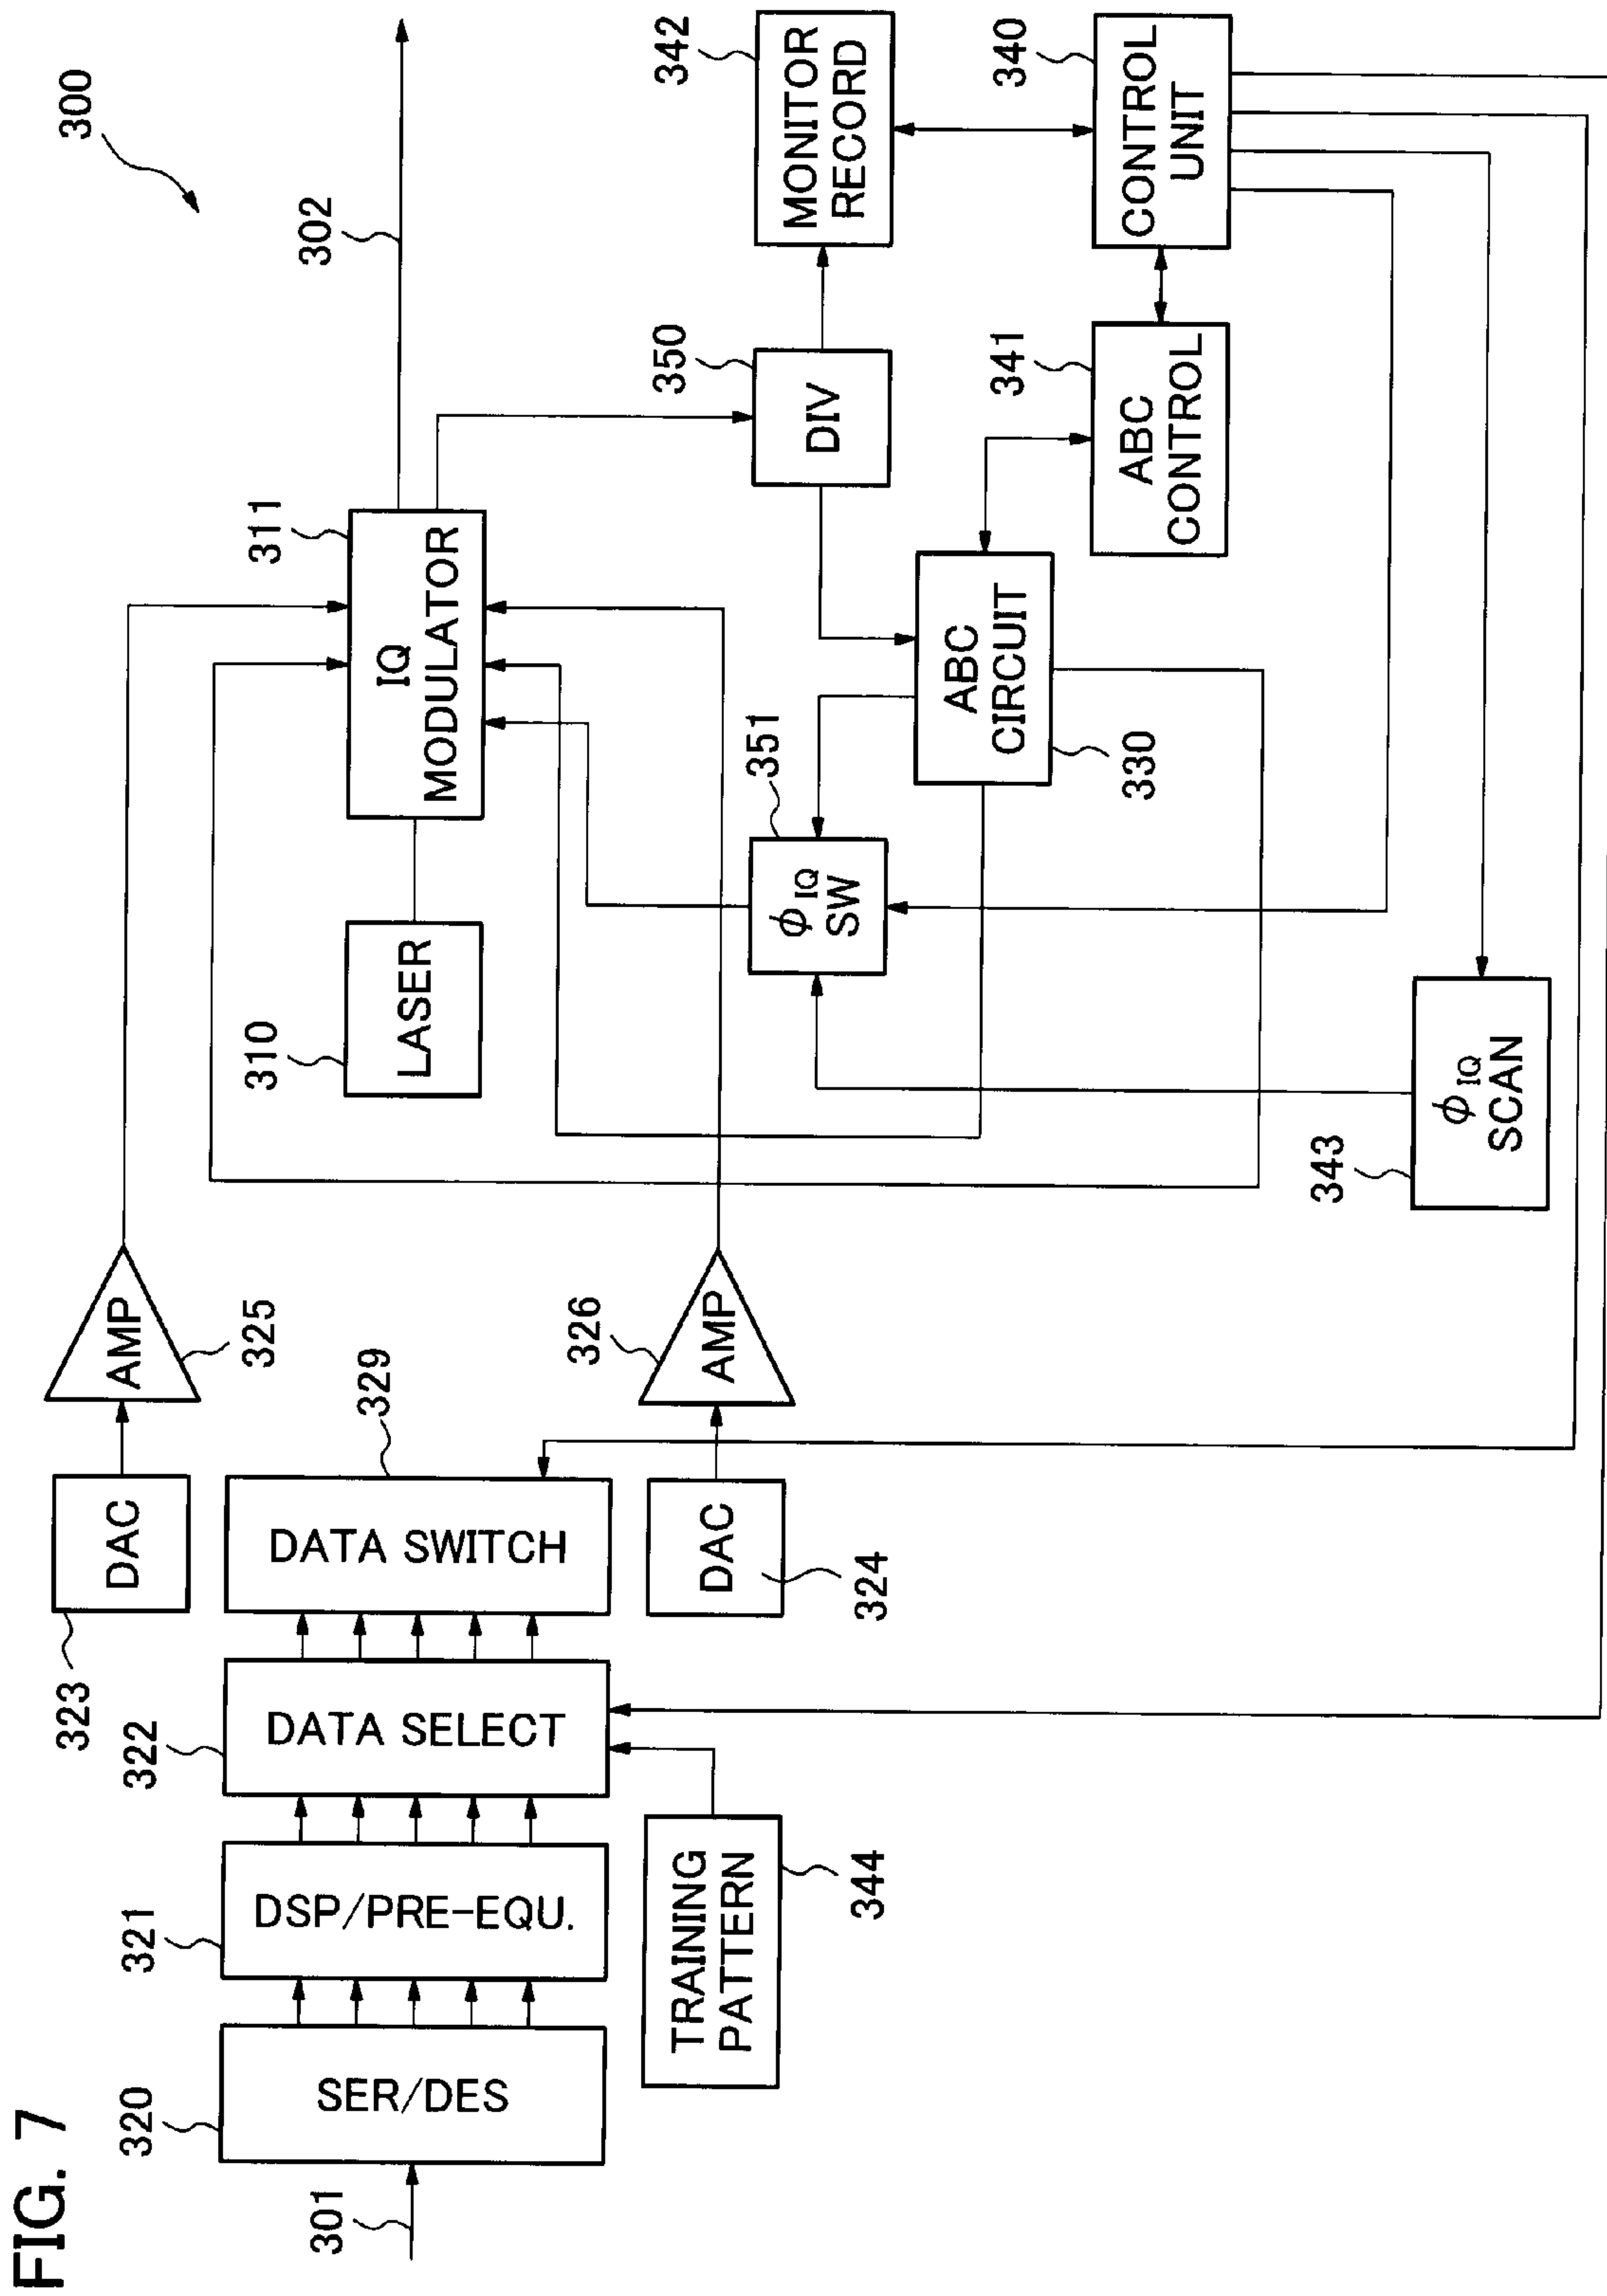 FIG. 7
300
301
320
SER/DES
321
DSP/PRE-EQU.
322
DATA SELECT
329
DATA SWITCH
344
TRAINING
PATTERN
323
DAC
325
AMP
324
DAC
326
AMP
310
LASER
311
IQ
MODULATOR
302
351
ϕIQ
SW
350
DIV
342
MONITOR
RECORD
330
ABC
CIRCUIT
341
ABC
CONTROL
340
CONTROL
UNIT
343
ϕIQ
SCAN